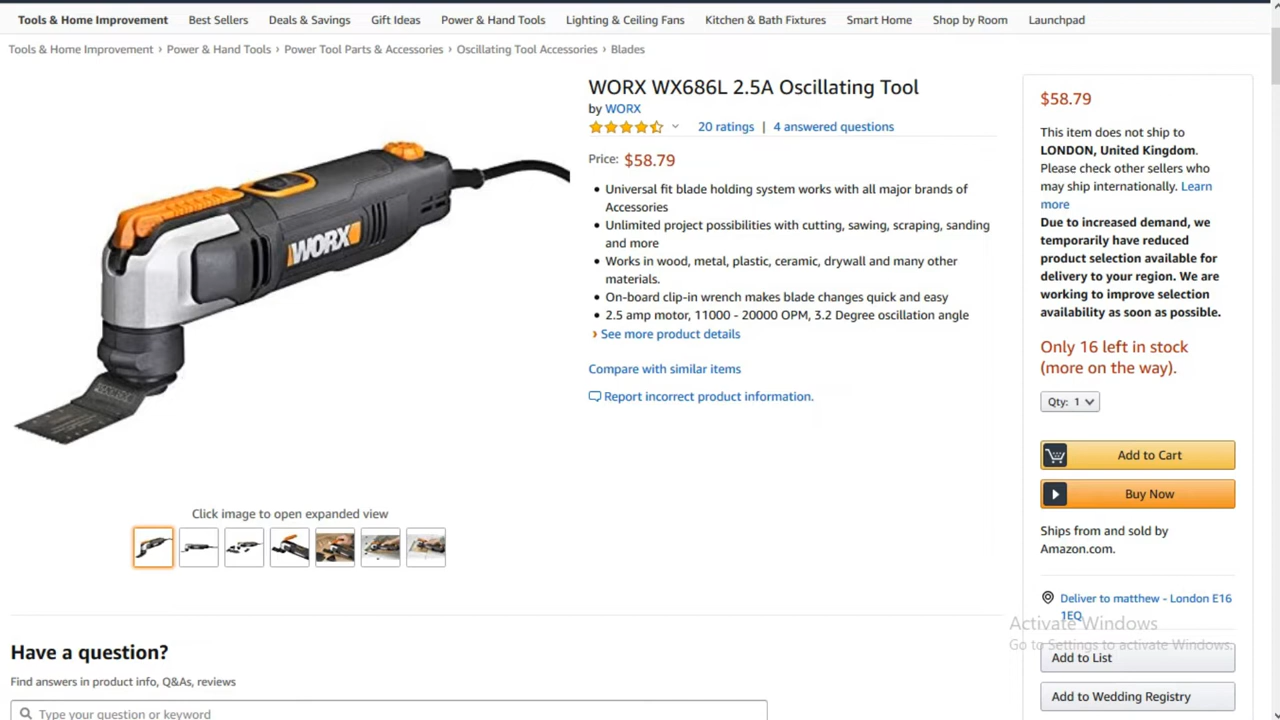 Tools & Home Improvement Best Sellers Deals & Savings Gift Ideas Power & Hand Tools Lighting & Ceiling Fans Kitchen & Bath Fixtures Smart Home Shop by Room Launchpad
Tools & Home Improvement › Power & Hand Tools › Power Tool Parts & Accessories › Oscillating Tool Accessories › Blades
WORX WX686L 2.5A Oscillating Tool
by WORX
20 ratings | 4 answered questions
Price: $58.79
• Universal fit blade holding system works with all major brands of
Accessories
• Unlimited project possibilities with cutting, sawing, scraping, sanding
and more
• Works in wood, metal, plastic, ceramic, drywall and many other
materials.
• On-board clip-in wrench makes blade changes quick and easy
• 2.5 amp motor, 11000 - 20000 OPM, 3.2 Degree oscillation angle
› See more product details
Compare with similar items
Report incorrect product information.
WORX
WORX
Click image to open expanded view
$58.79
This item does not ship to
LONDON, United Kingdom.
Please check other sellers who
may ship internationally. Learn
more
Due to increased demand, we
temporarily have reduced
product selection available for
delivery to your region. We are
working to improve selection
availability as soon as possible.
Only 16 left in stock
(more on the way).
Qty: 1
Add to Cart
Buy Now
Ships from and sold by
Amazon.com.
Deliver to matthew - London E16
1EQ
Activate Windows
Go to Settings to activate Windows.
Add to List
Add to Wedding Registry
Have a question?
Find answers in product info, Q&As, reviews
Type your question or keyword